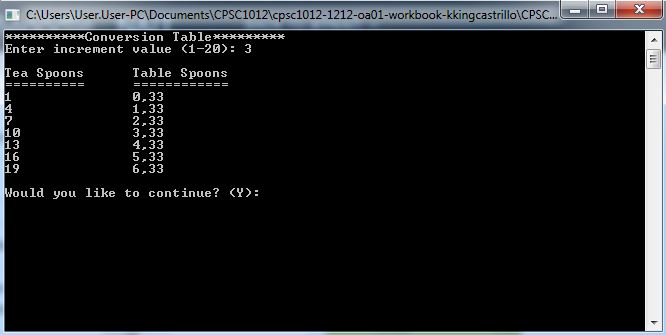 C:\Users\User.User-PC\Documents\CPSC1012\cpsc1012-1212-oa01-workbook-kkingcastrillo\CPSC...
**********Conversion Table*********
Enter increment value (1-20): 3
Tea Spoons Table Spoons
========== ============
1 0,33
4 1,33
7 2,33
10 3,33
13 4,33
16 5,33
19 6,33
Would you like to continue? (Y):